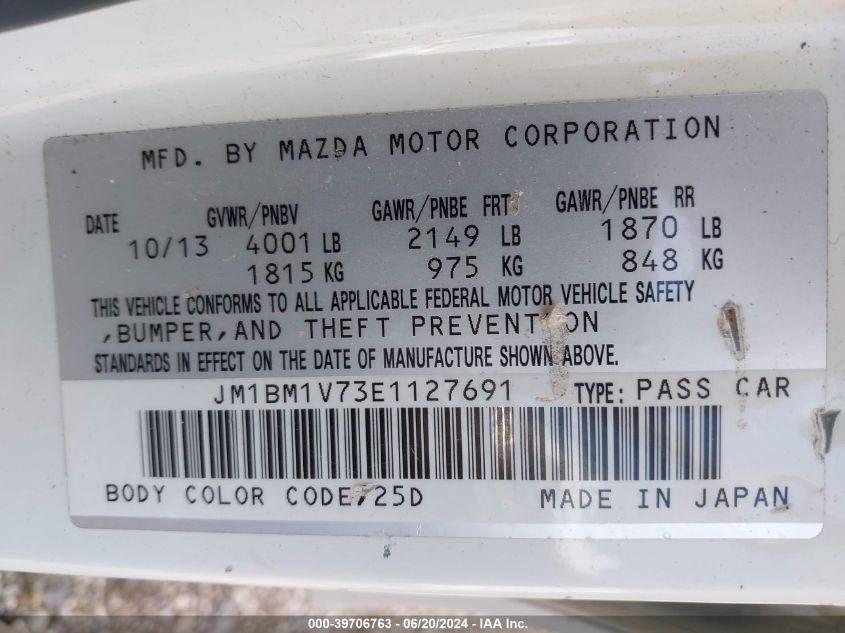 MFD. BY MAZDA MOTOR CORPORATION
DATE GVWR/PNBV GAWR/PNBE FRT GAWR/PNBE RR
10/13 4001 LB 2149 LB 1870 LB
1815 KG 975 KG 848 KG
THIS VEHICLE CONFORMS TO ALL APPLICABLE FEDERAL MOTOR VEHICLE SAFETY
,BUMPER,AND THEFT PREVENTION
STANDARDS IN EFFECT ON THE DATE OF MANUFACTURE SHOWN ABOVE.
JM1BM1V73E1127691 TYPE: PASS CAR
BODY COLOR CODE:25D MADE IN JAPAN
000-39706763 - 06/20/2024 - IAA Inc.